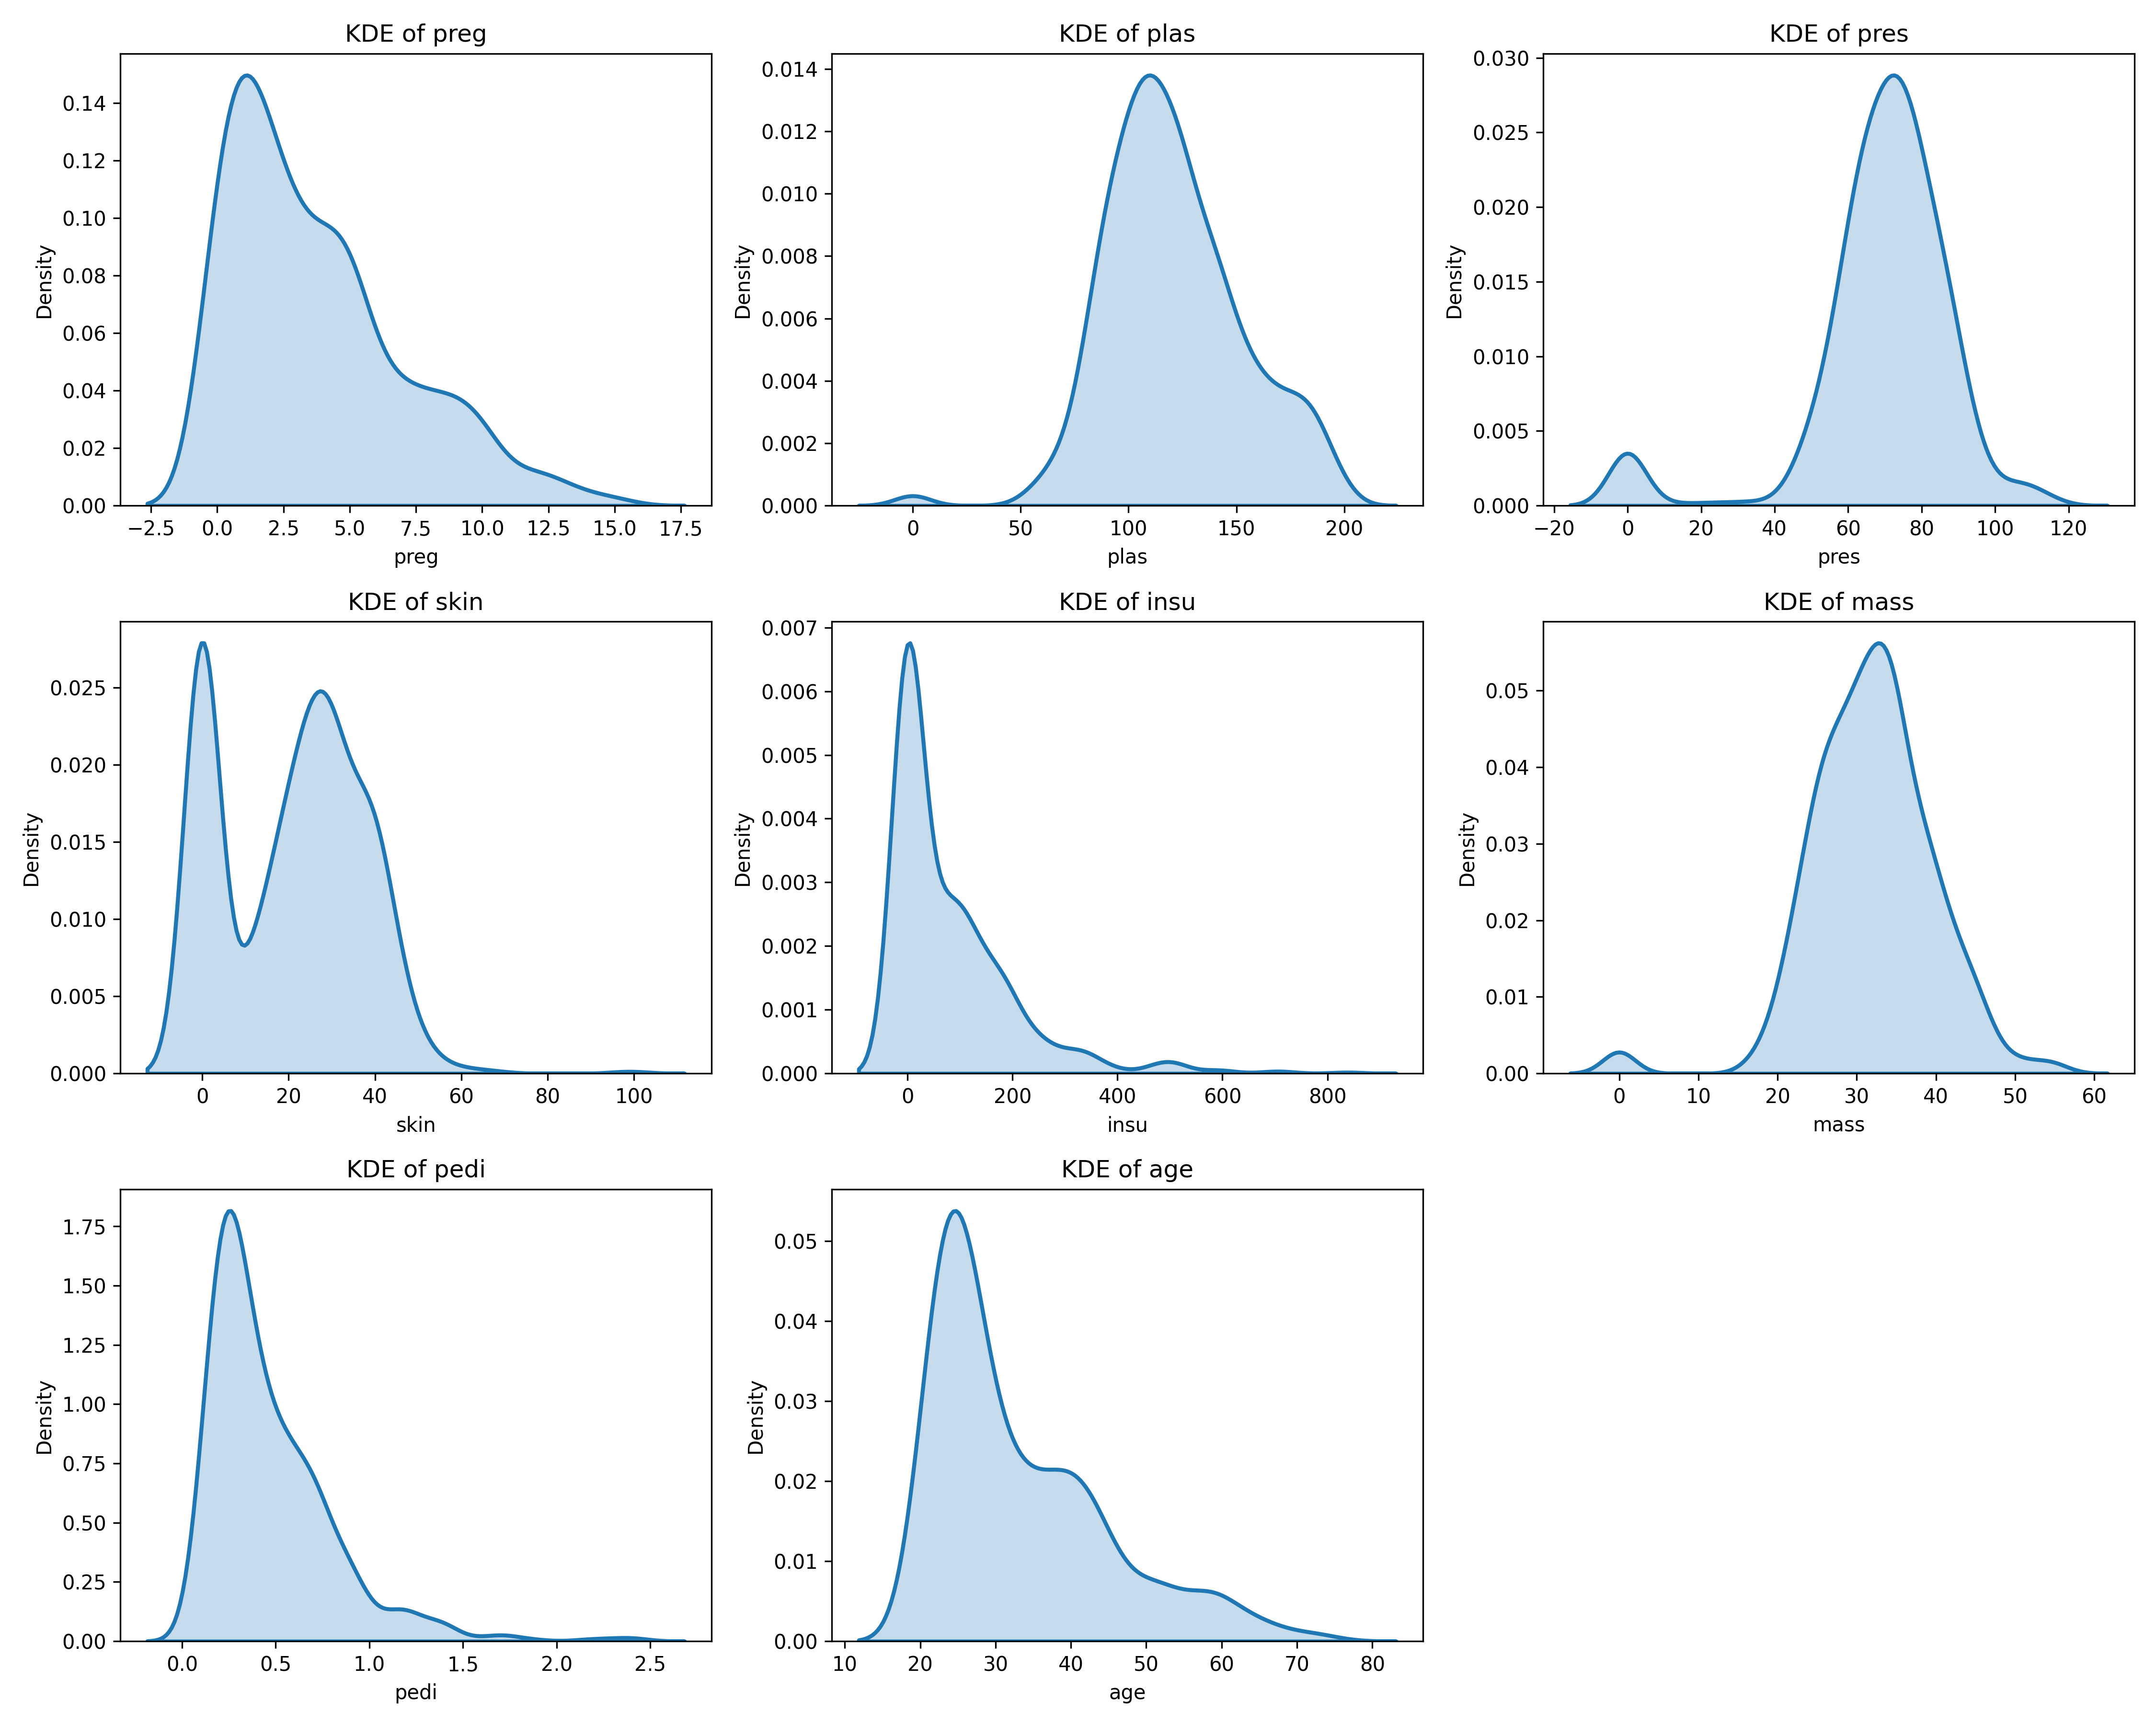 KDE of preg
0.14
0.12
0.10
0.08
0.06
0.04
0.02
0.00
Density
−2.5 0.0 2.5 5.0 7.5 10.0 12.5 15.0 17.5
preg
KDE of plas
0.014
0.012
0.010
0.008
0.006
0.004
0.002
0.000
Density
0 50 100 150 200
plas
KDE of pres
0.030
0.025
0.020
0.015
0.010
0.005
0.000
Density
−20 0 20 40 60 80 100 120
pres
KDE of skin
0.025
0.020
0.015
0.010
0.005
0.000
Density
0 20 40 60 80 100
skin
KDE of insu
0.007
0.006
0.005
0.004
0.003
0.002
0.001
0.000
Density
0 200 400 600 800
insu
KDE of mass
0.05
0.04
0.03
0.02
0.01
0.00
Density
0 10 20 30 40 50 60
mass
KDE of pedi
1.75
1.50
1.25
1.00
0.75
0.50
0.25
0.00
Density
0.0 0.5 1.0 1.5 2.0 2.5
pedi
KDE of age
0.05
0.04
0.03
0.02
0.01
0.00
Density
10 20 30 40 50 60 70 80
age